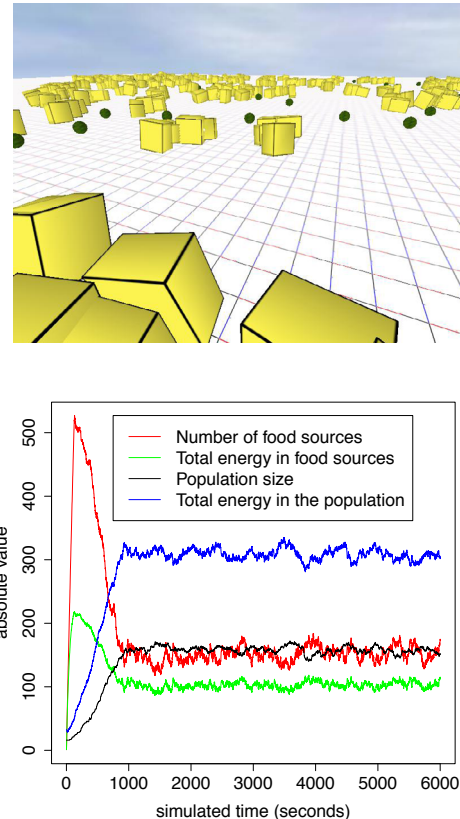 Number of food sources
Total energy in food sources
Population size
Total energy in the population
absolute value
500
400
300
200
100
0
0 1000 2000 3000 4000 5000 6000
simulated time (seconds)